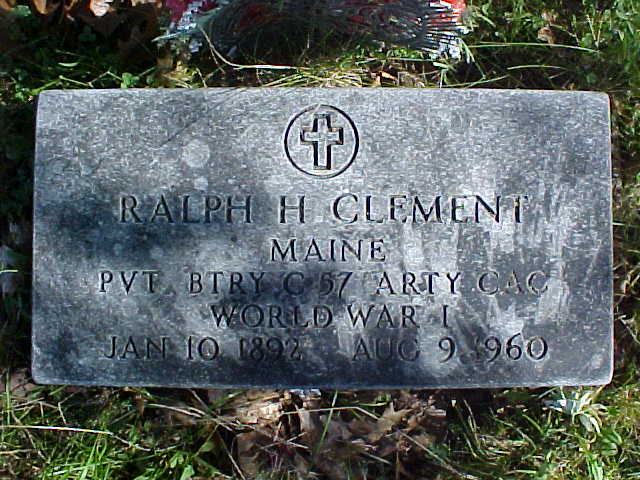 RALPH H CLEMENT
MAINE
PVT BTRY C 57 ARTY CAC
WORLD WAR I
JAN 10 1892 AUG 9 1960